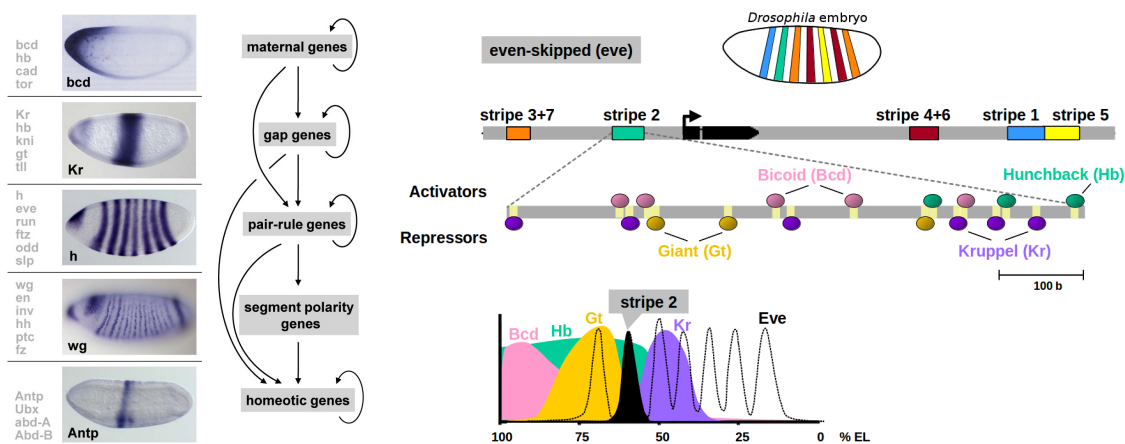 bcd
hb
cad
tor
bcd
Kr
hb
kni
gt
tll
Kr
h
eve
run
ftz
odd
slp
h
wg
en
inv
hh
ptc
fz
wg
Antp
Ubx
abd-A
Abd-B
Antp
maternal genes
gap genes
pair-rule genes
segment polarity
genes
homeotic genes
Drosophila embryo
even-skipped (eve)
stripe 3+7
stripe 2
stripe 4+6
stripe 1
stripe 5
Activators
Repressors
Bicoid (Bcd)
Hunchback (Hb)
Giant (Gt)
Kruppel (Kr)
100 b
stripe 2
Bcd
Hb
Gt
Kr
Eve
100
75
50
25
0
% EL